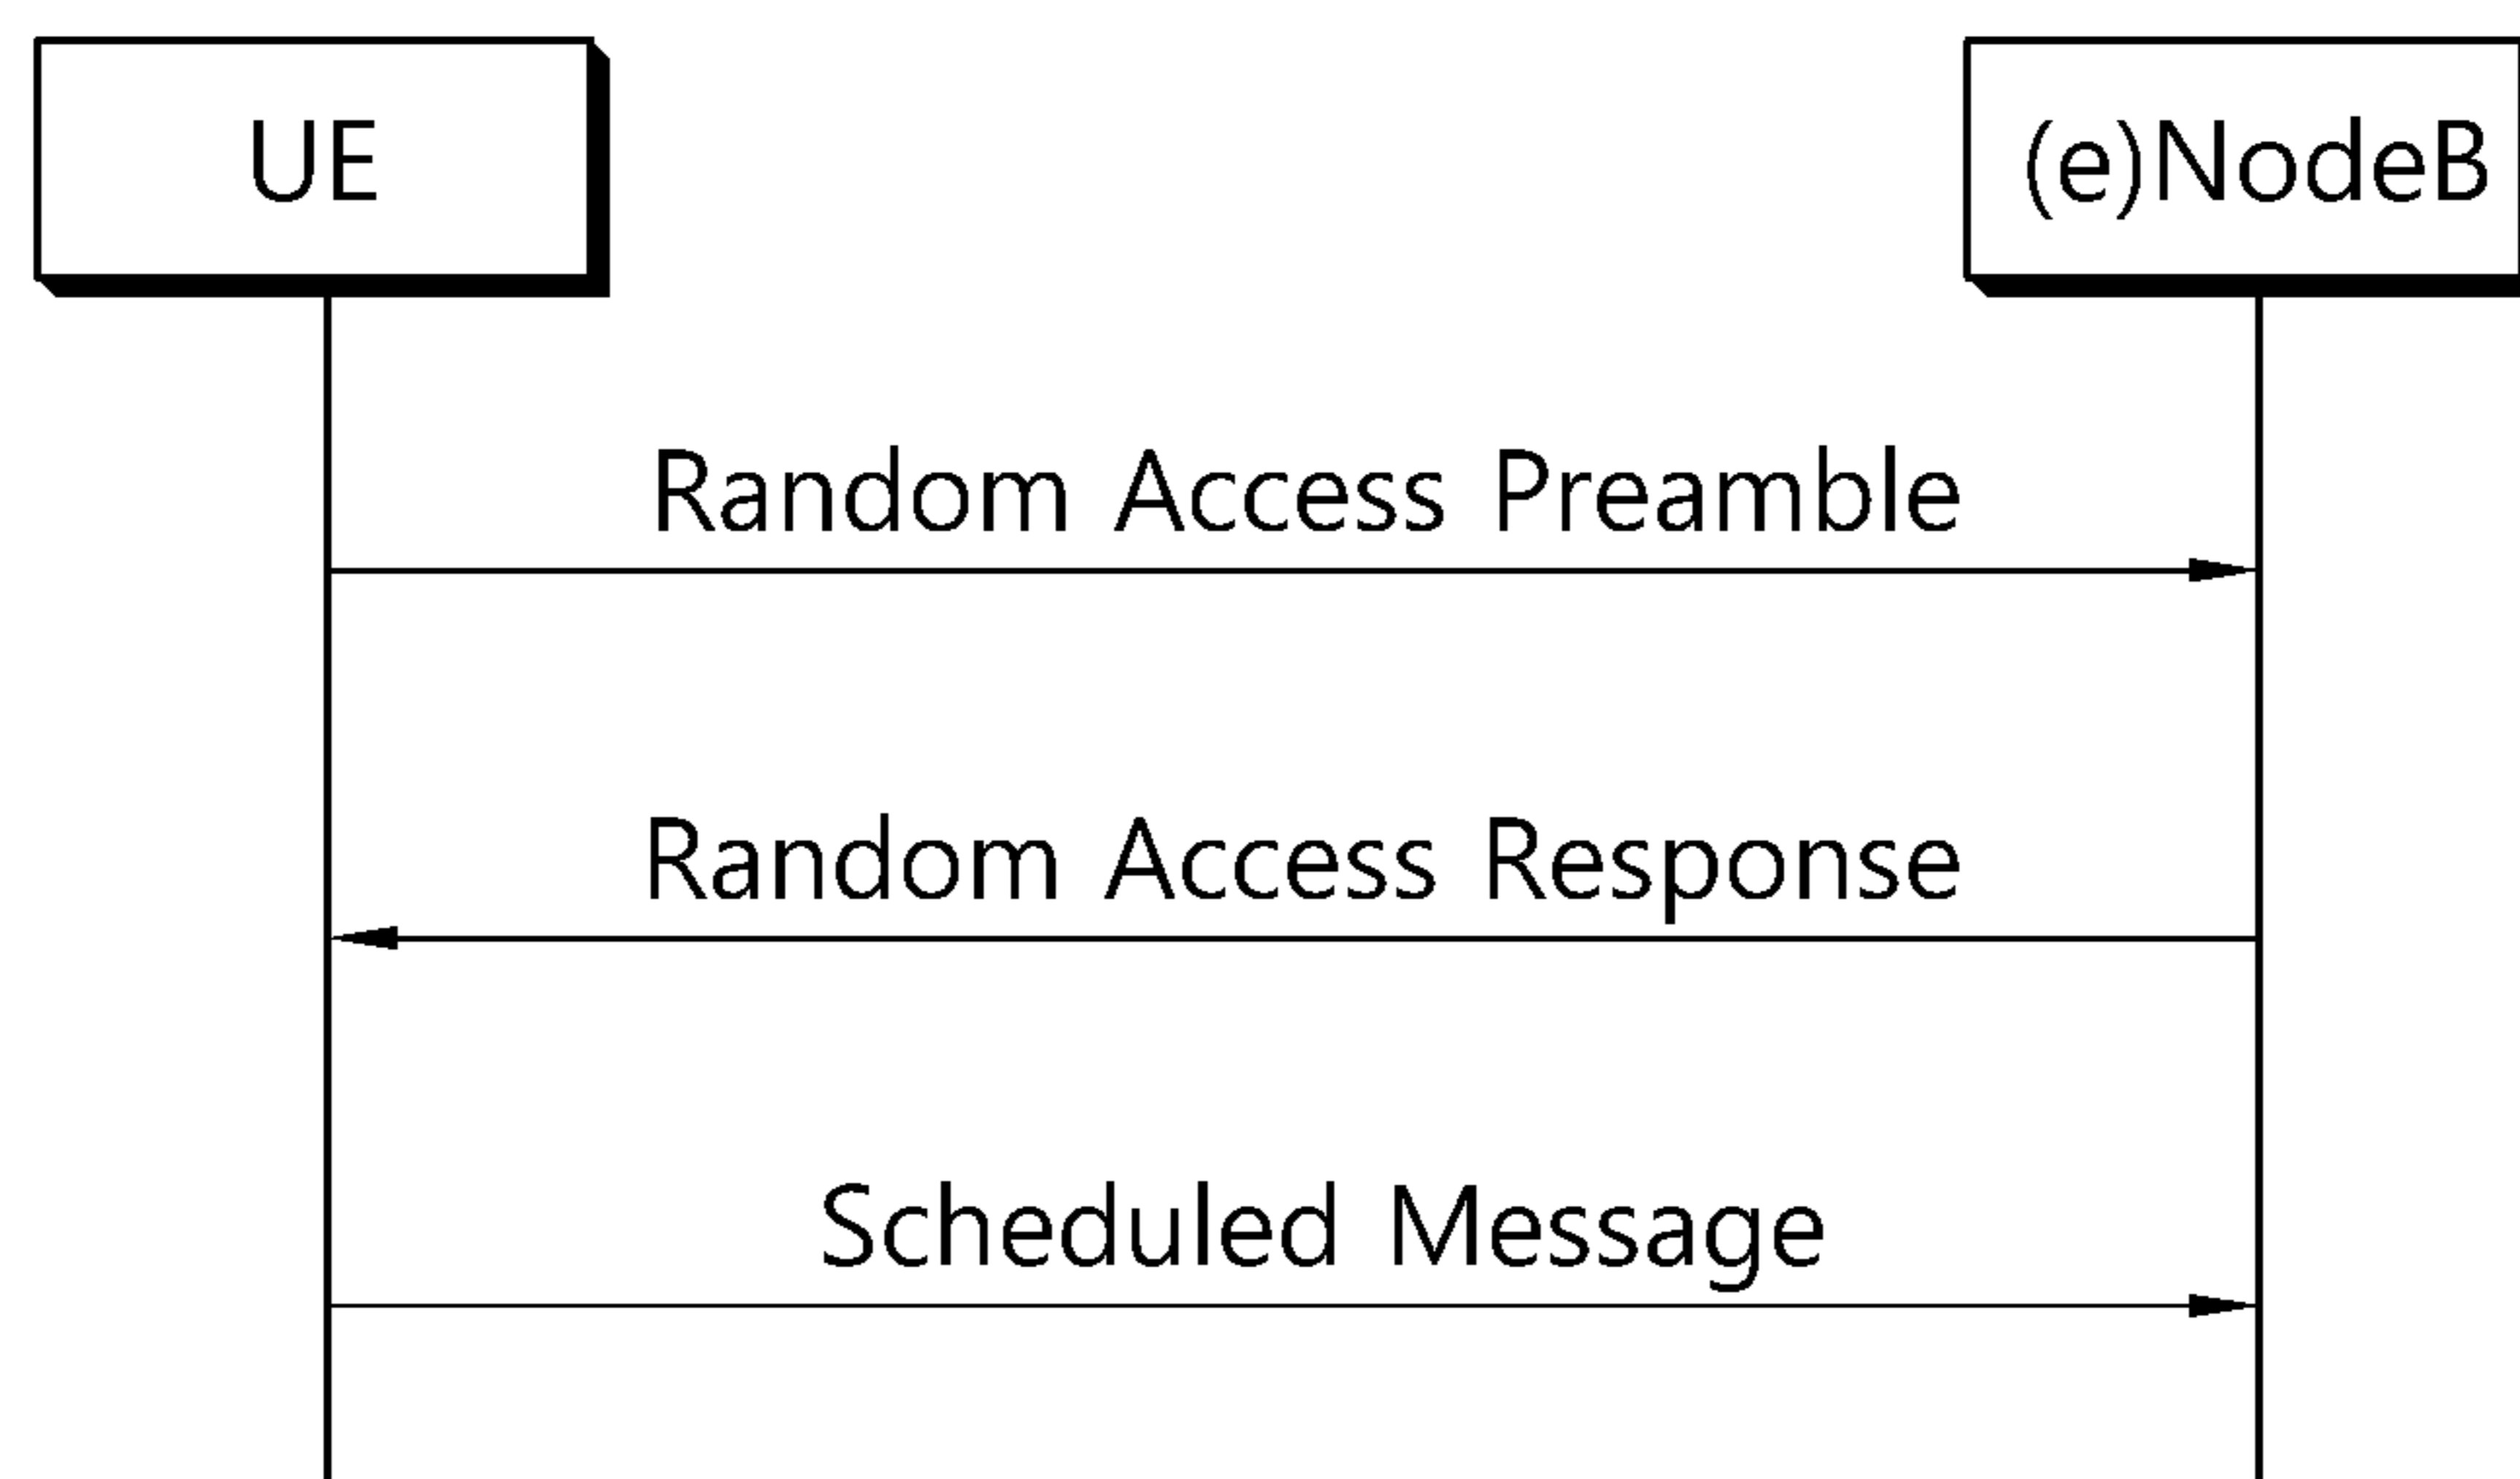 UE
(e)NodeB
Random Access Preamble
Random Access Response
Scheduled Message